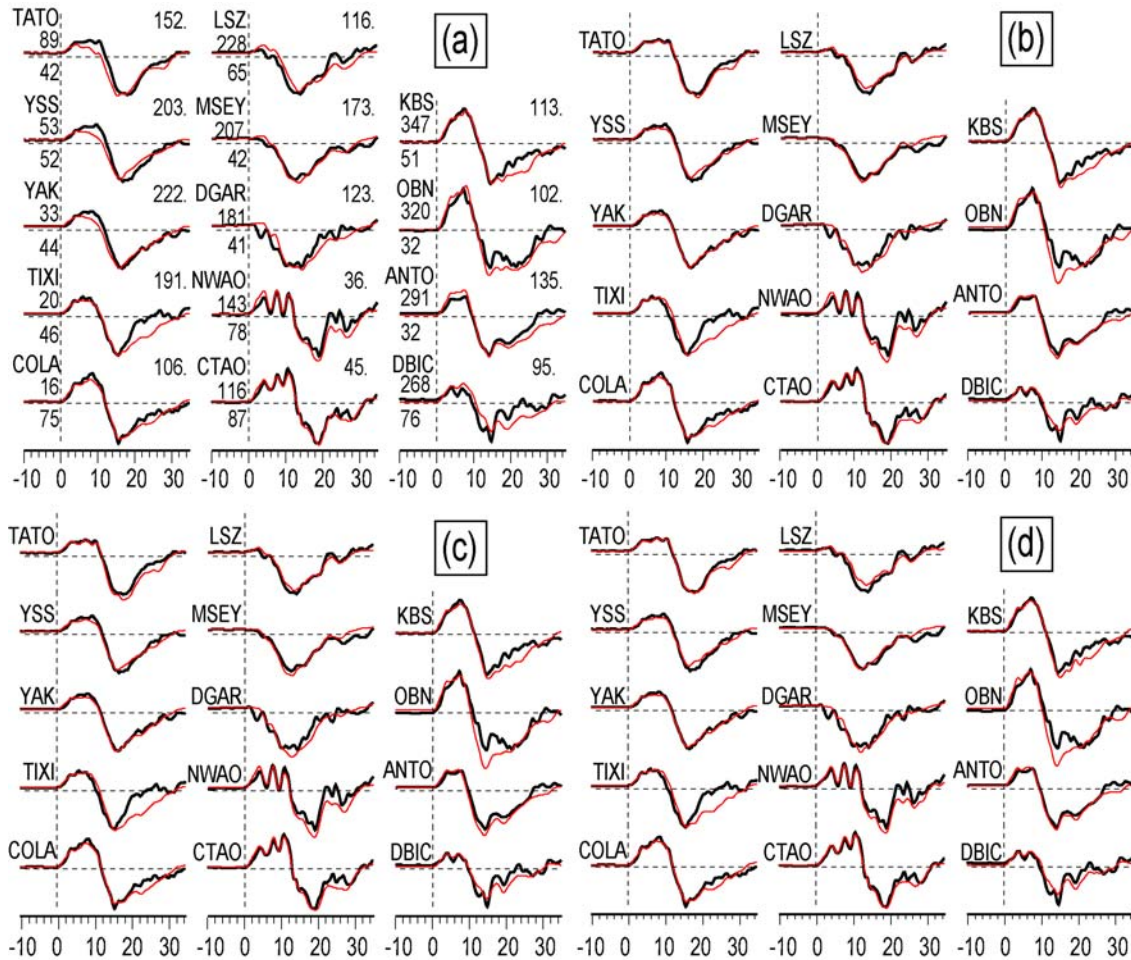 (a)
TATO 152.
89
42
YSS 203.
53
52
YAK 222.
33
44
TIXI 191.
20
46
COLA 106.
16
75
-10 0 10 20 30
LSZ 116.
228
65
MSEY 173.
207
42
DGAR 123.
181
41
NWAO 36.
143
78
CTAO 45.
116
87
-10 0 10 20 30
KBS 113.
347
51
OBN 102.
320
32
ANTO 135.
291
32
DBIC 95.
268
76
-10 0 10 20 30
(b)
TATO
YSS
YAK
TIXI
COLA
-10 0 10 20 30
LSZ
MSEY
DGAR
NWAO
CTAO
-10 0 10 20 30
KBS
OBN
ANTO
DBIC
-10 0 10 20 30
(c)
TATO
YSS
YAK
TIXI
COLA
-10 0 10 20 30
LSZ
MSEY
DGAR
NWAO
CTAO
-10 0 10 20 30
KBS
OBN
ANTO
DBIC
-10 0 10 20 30
(d)
TATO
YSS
YAK
TIXI
COLA
-10 0 10 20 30
LSZ
MSEY
DGAR
NWAO
CTAO
-10 0 10 20 30
KBS
OBN
ANTO
DBIC
-10 0 10 20 30